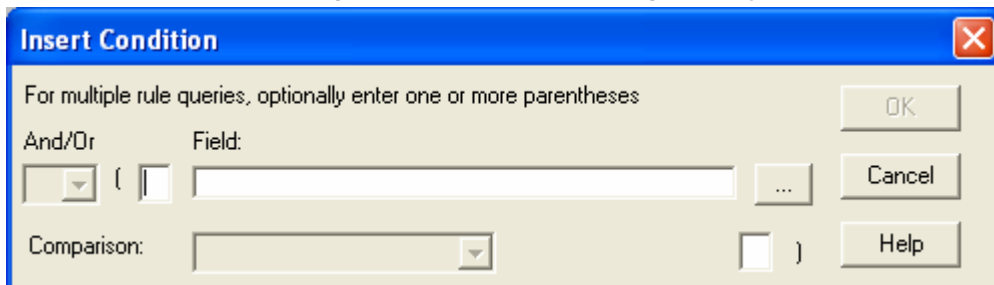 Insert Condition
For multiple rule queries, optionally enter one or more parentheses
OK
And/Or Field:
( ... Cancel
Comparison: ) Help